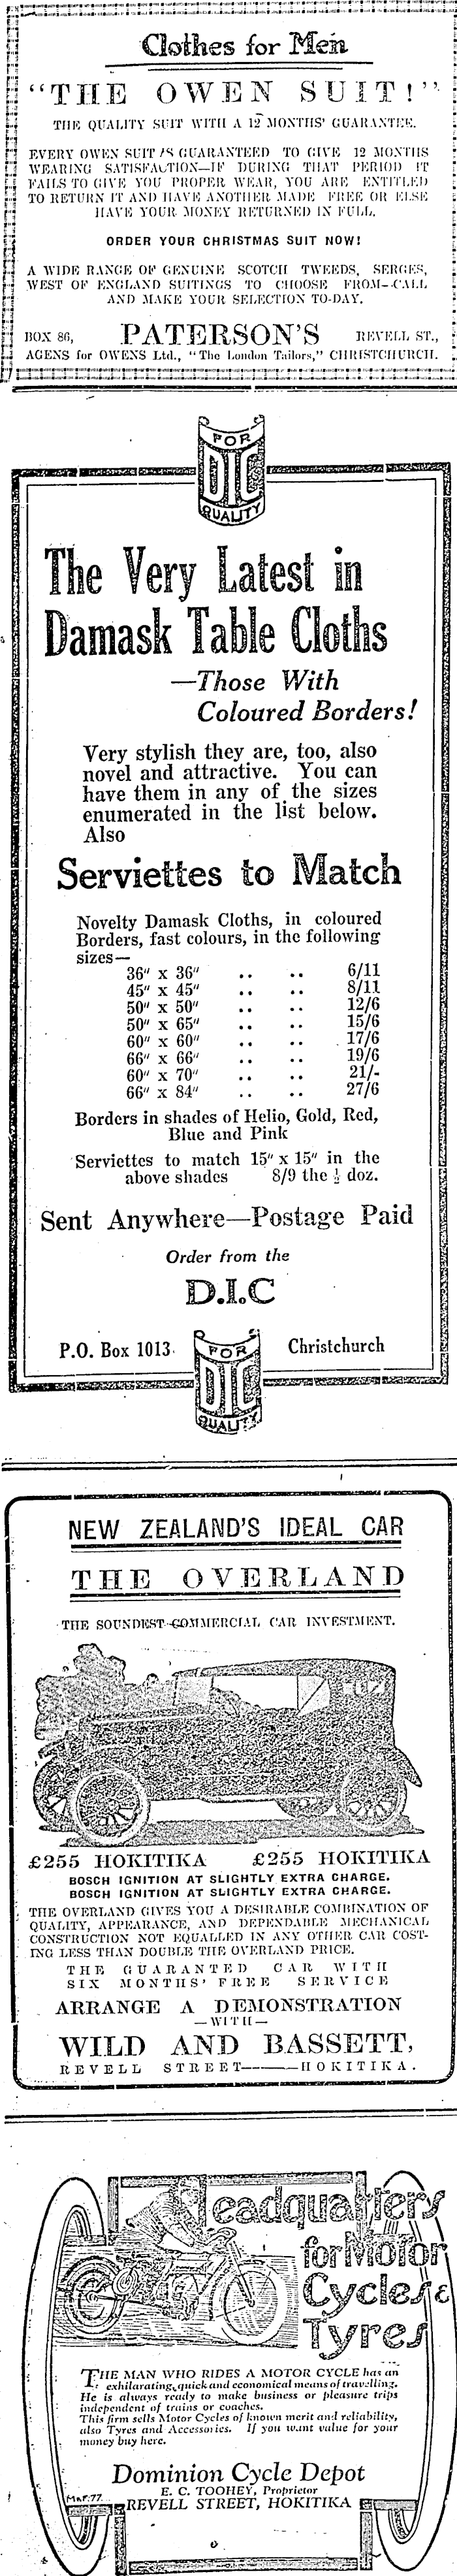 Clothes for Men
"THE OWEN SUIT!"
THE QUALITY SUIT WITH A 12 MONTHS' GUARANTEE.
EVERY OWEN SUIT IS GUARANTEED TO GIVE 12 MONTHS
WEARING SATISFACTION—IF DURING THAT PERIOD IT
FAILS TO GIVE YOU PROPER WEAR, YOU ARE ENTITLED
TO RETURN IT AND HAVE ANOTHER MADE FREE OR ELSE
HAVE YOUR MONEY RETURNED IN FULL.
ORDER YOUR CHRISTMAS SUIT NOW!
A WIDE RANGE OF GENUINE SCOTCH TWEEDS, SERGES,
WEST OF ENGLAND SUITINGS TO CHOOSE FROM—CALL
AND MAKE YOUR SELECTION TO-DAY.
BOX 86, PATERSON'S REVELL ST.,
AGENS for OWENS Ltd., "The London Tailors," CHRISTCHURCH.
FOR
DIC
QUALITY
The Very Latest in
Damask Table Cloths
—Those With
Coloured Borders!
Very stylish they are, too, also
novel and attractive. You can
have them in any of the sizes
enumerated in the list below.
Also
Serviettes to Match
Novelty Damask Cloths, in coloured
Borders, fast colours, in the following
sizes—
36" x 36" .. .. 6/11
45" x 45" .. .. 8/11
50" x 50" .. .. 12/6
50" x 65" .. .. 15/6
60" x 60" .. .. 17/6
66" x 66" .. .. 19/6
60" x 70" .. .. 21/-
66" x 84" .. .. 27/6
Borders in shades of Helio, Gold, Red,
Blue and Pink
Serviettes to match 15" x 15" in the
above shades 8/9 the ½ doz.
Sent Anywhere—Postage Paid
Order from the
D.I.C
P.O. Box 1013 Christchurch
FOR
DIC
QUALITY
NEW ZEALAND'S IDEAL CAR
THE OVERLAND
THE SOUNDEST COMMERCIAL CAR INVESTMENT.
£255 HOKITIKA £255 HOKITIKA
BOSCH IGNITION AT SLIGHTLY EXTRA CHARGE.
BOSCH IGNITION AT SLIGHTLY EXTRA CHARGE.
THE OVERLAND GIVES YOU A DESIRABLE COMBINATION OF
QUALITY, APPEARANCE, AND DEPENDABLE MECHANICAL
CONSTRUCTION NOT EQUALLED IN ANY OTHER CAR COST-
ING LESS THAN DOUBLE THE OVERLAND PRICE.
THE GUARANTED CAR WITH
SIX MONTHS' FREE SERVICE
ARRANGE A DEMONSTRATION
—WITH—
WILD AND BASSETT,
REVELL STREET———HOKITIKA.
Headquarters
for Motor
Cycles &
Tyres
THE MAN WHO RIDES A MOTOR CYCLE has an
exhilarating, quick and economical means of travelling.
He is always ready to make business or pleasure trips
independent of trains or coaches.
This firm sells Motor Cycles of known merit and reliability,
also Tyres and Accessories. If you want value for your
money buy here.
Dominion Cycle Depot
E. C. TOOHEY, Proprietor
REVELL STREET, HOKITIKA